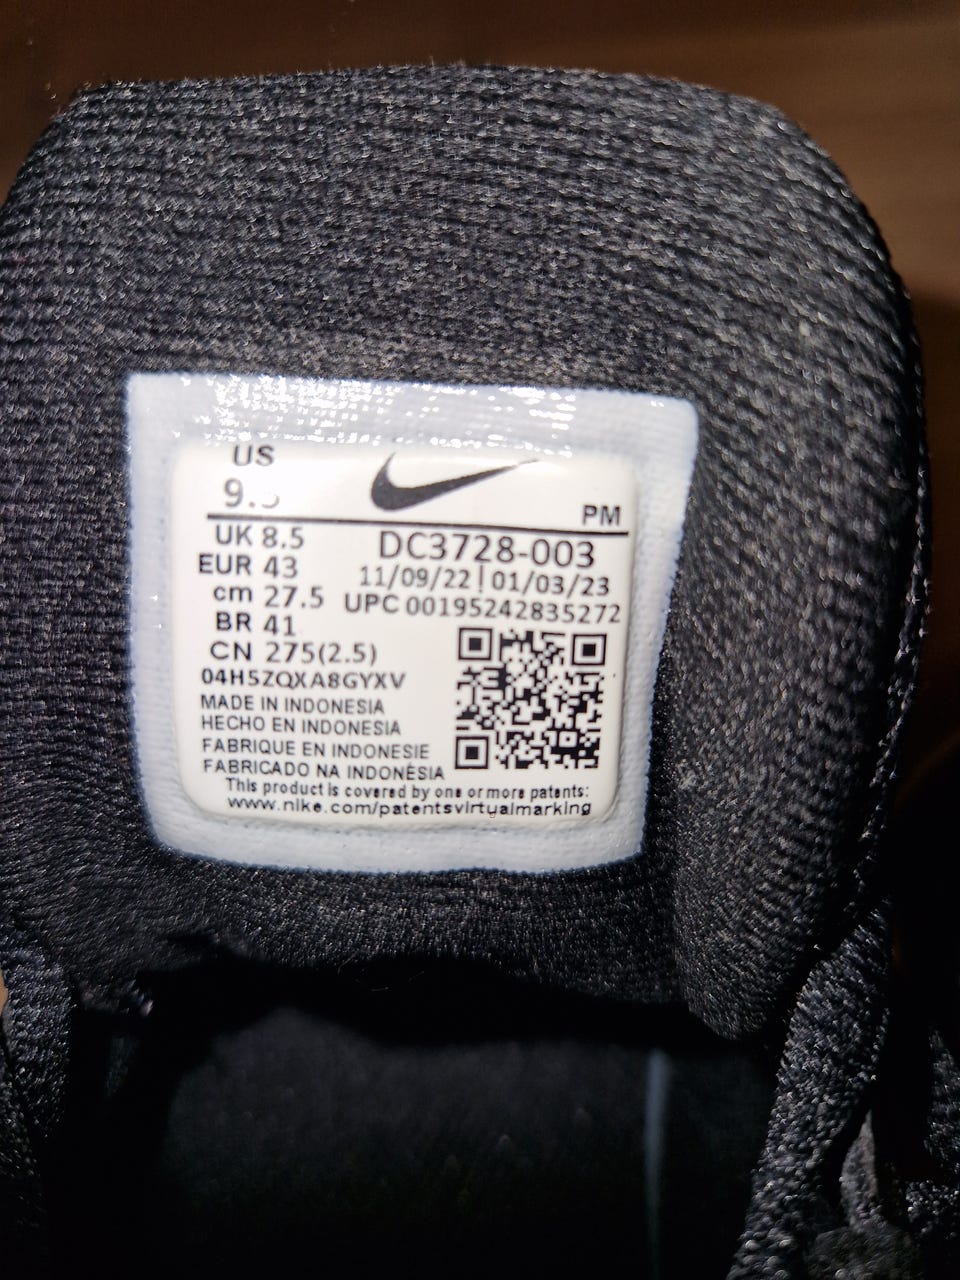 US
9.5
PM
UK 8.5
EUR 43
cm 27.5
BR 41
CN 275(2.5)
DC3728-003
11/09/22 | 01/03/23
UPC 00195242835272
04H5ZQXA8GYXV
MADE IN INDONESIA
HECHO EN INDONESIA
FABRIQUE EN INDONESIE
FABRICADO NA INDONÉSIA
This product is covered by one or more patents:
www.nike.com/patentsvirtualmarking